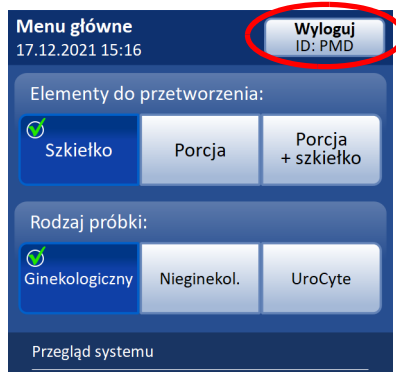 Menu główne
17.12.2021 15:16
Wyloguj
ID: PMD
Elementy do przetworzenia:
Szkiełko
Porcja
Porcja
+ szkiełko
Rodzaj próbki:
Ginekologiczny
Nieginekol.
UroCyte
Przegląd systemu